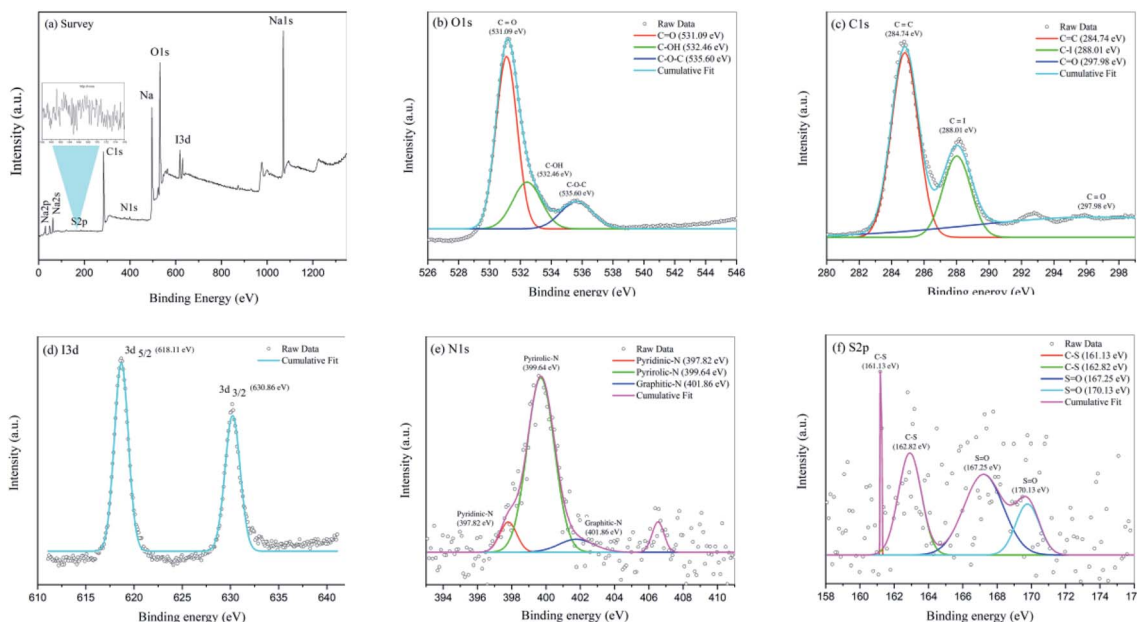 (a) Survey
Na1s
O1s
Na
I3d
C1s
Na2p
Na2s
S2p
N1s
Intensity (a.u.)
0 200 400 600 800 1000 1200
Binding Energy (eV)
(b) O1s
C = O
(531.09 eV)
Raw Data
C=O (531.09 eV)
C-OH (532.46 eV)
C-O-C (535.60 eV)
Cumulative Fit
C-OH
(532.46 eV)
C-O-C
(535.60 eV)
Intensity (a.u.)
526 528 530 532 534 536 538 540 542 544 546
Binding energy (eV)
(c) C1s
C = C
(284.74 eV)
Raw Data
C=C (284.74 eV)
C-I (288.01 eV)
C=O (297.98 eV)
Cumulative Fit
C = I
(288.01 eV)
C = O
(297.98 eV)
Intensity (a.u.)
280 282 284 286 288 290 292 294 296 298
Binding energy (eV)
(d) I3d
3d 5/2 (618.11 eV)
Raw Data
Cumulative Fit
3d 3/2 (630.86 eV)
Intensity (a.u.)
610 615 620 625 630 635 640
Binding energy (eV)
(e) N1s
Pyrirolic-N
(399.64 eV)
Raw Data
Pyridinic-N (397.82 eV)
Pyrirolic-N (399.64 eV)
Graphitic-N (401.86 eV)
Cumulative Fit
Pyridinic-N
(397.82 eV)
Graphitic-N
(401.86 eV)
Intensity (a.u.)
394 396 398 400 402 404 406 408 410
Binding energy (eV)
(f) S2p
C-S
(161.13 eV)
Raw Data
C-S (161.13 eV)
C-S (162.82 eV)
S=O (167.25 eV)
S=O (170.13 eV)
Cumulative Fit
C-S
(162.82 eV)
S=O
(167.25 eV)
S=O
(170.13 eV)
Intensity (a.u.)
158 160 162 164 166 168 170 172 174 17
Binding energy (eV)